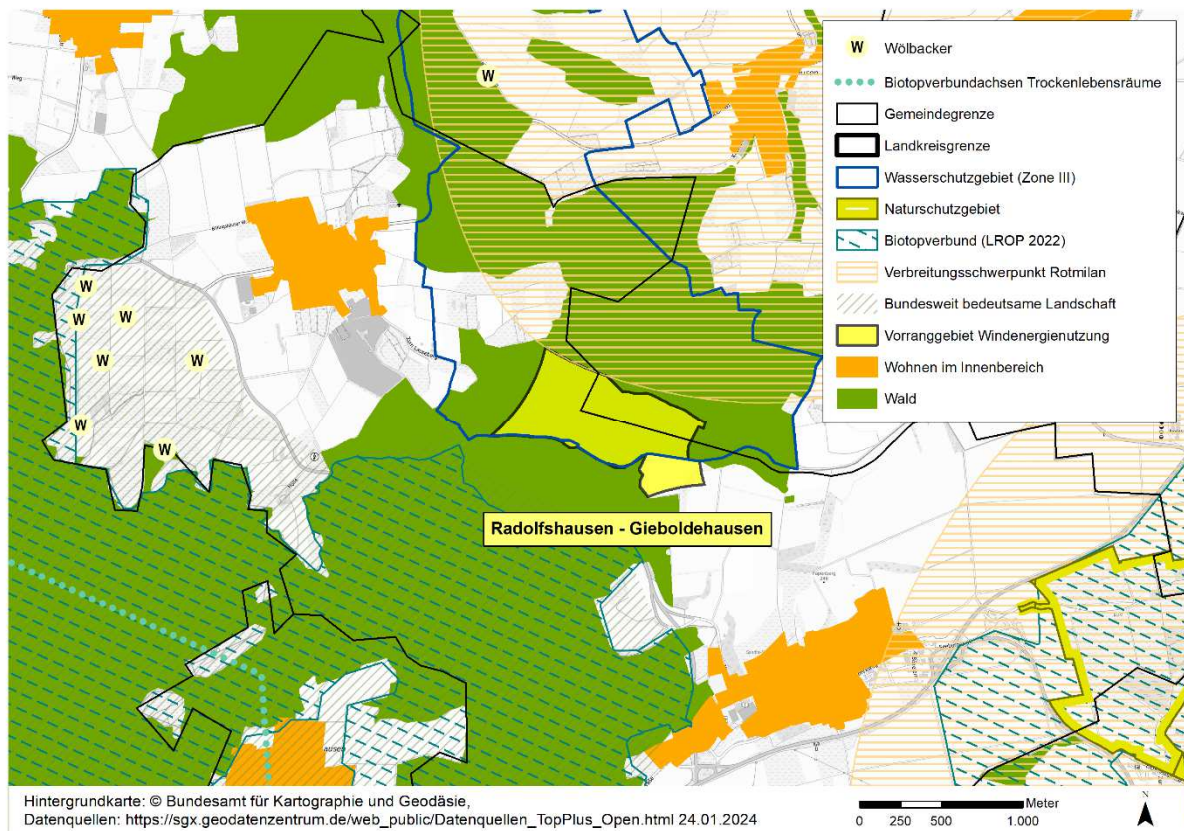 W
Wölbacker
Biotopverbundachsen Trockenlebensräume
Gemeindegrenze
Landkreisgrenze
Wasserschutzgebiet (Zone III)
Naturschutzgebiet
Biotopverbund (LROP 2022)
Verbreitungsschwerpunkt Rotmilan
Bundesweit bedeutsame Landschaft
Vorranggebiet Windenergienutzung
Wohnen im Innenbereich
Wald
W
W
W
W
W
W
W
W
Radolfshausen - Gieboldehausen
Hintergrundkarte: © Bundesamt für Kartographie und Geodäsie,
Datenquellen: https://sgx.geodatenzentrum.de/web_public/Datenquellen_TopPlus_Open.html 24.01.2024
Meter
0 250 500 1.000
N